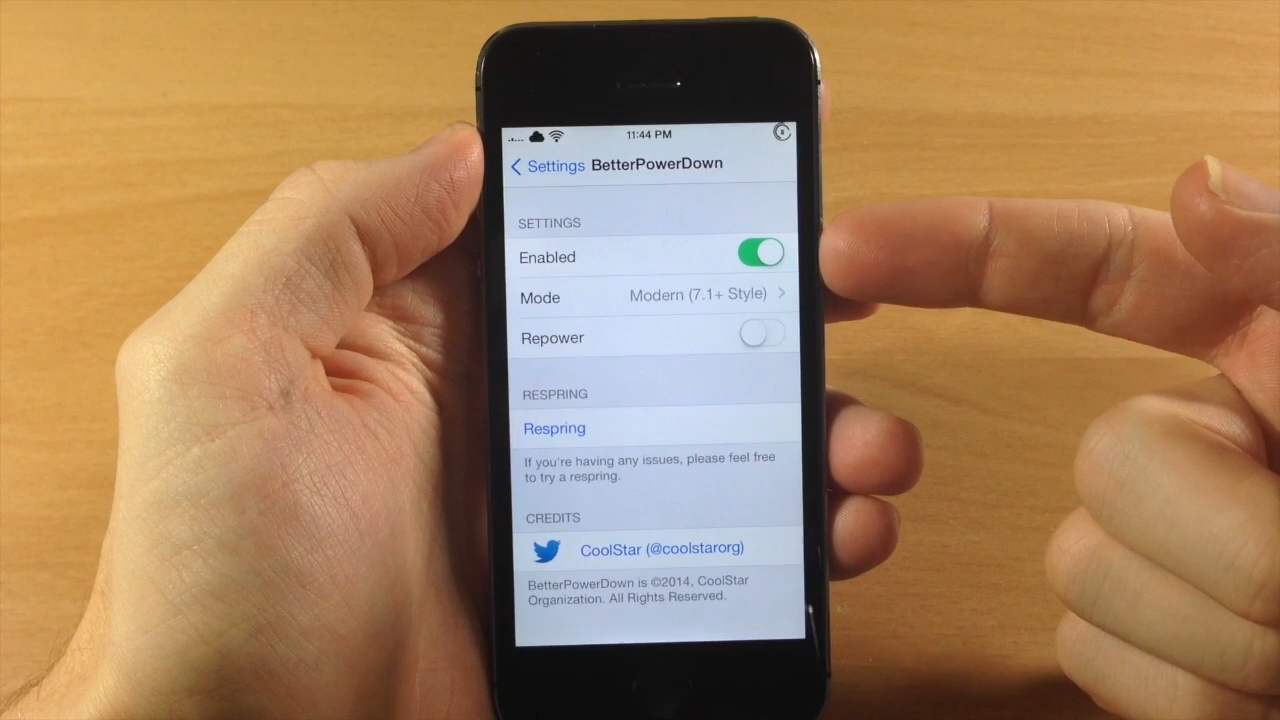 11:44 PM
Settings BetterPowerDown
SETTINGS
Enabled
Mode Modern (7.1+ Style)
Repower
RESPRING
Respring
If you're having any issues, please feel free
to try a respring.
CREDITS
CoolStar (@coolstarorg)
BetterPowerDown is ©2014, CoolStar
Organization. All Rights Reserved.